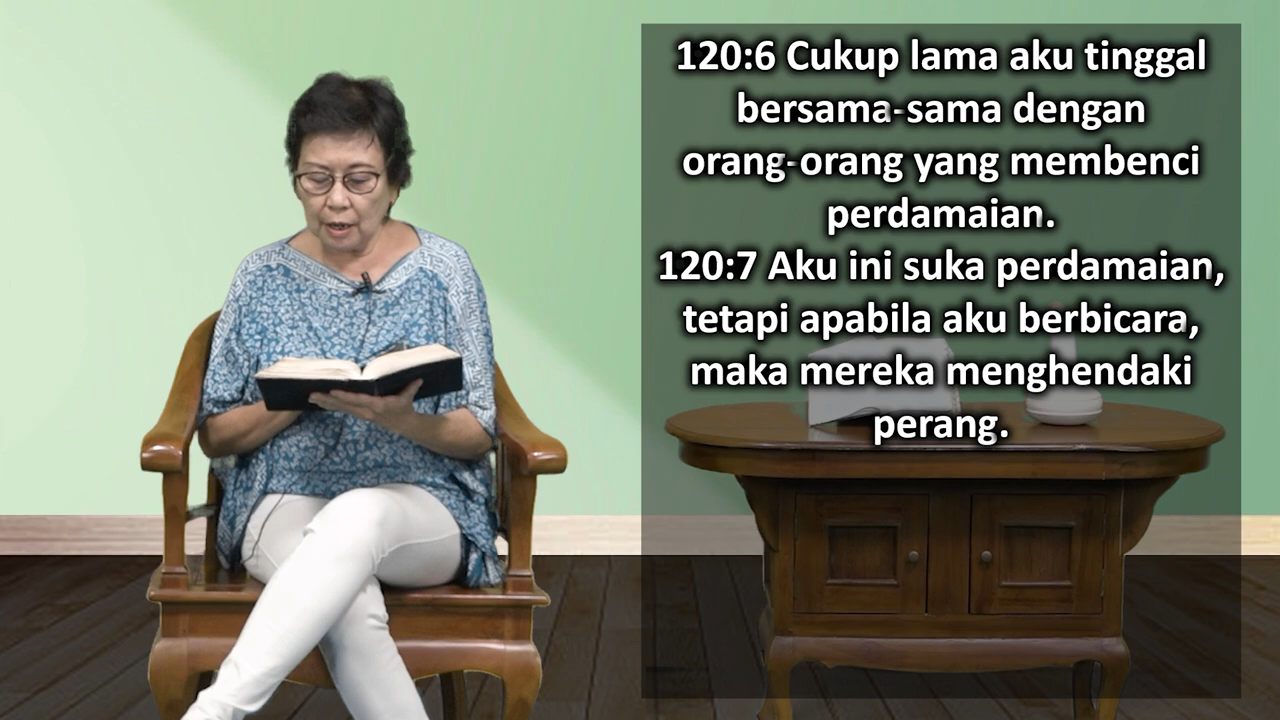 120:6 Cukup lama aku tinggal
bersama-sama dengan
orang-orang yang membenci
perdamaian.
120:7 Aku ini suka perdamaian,
tetapi apabila aku berbicara,
maka mereka menghendaki
perang.